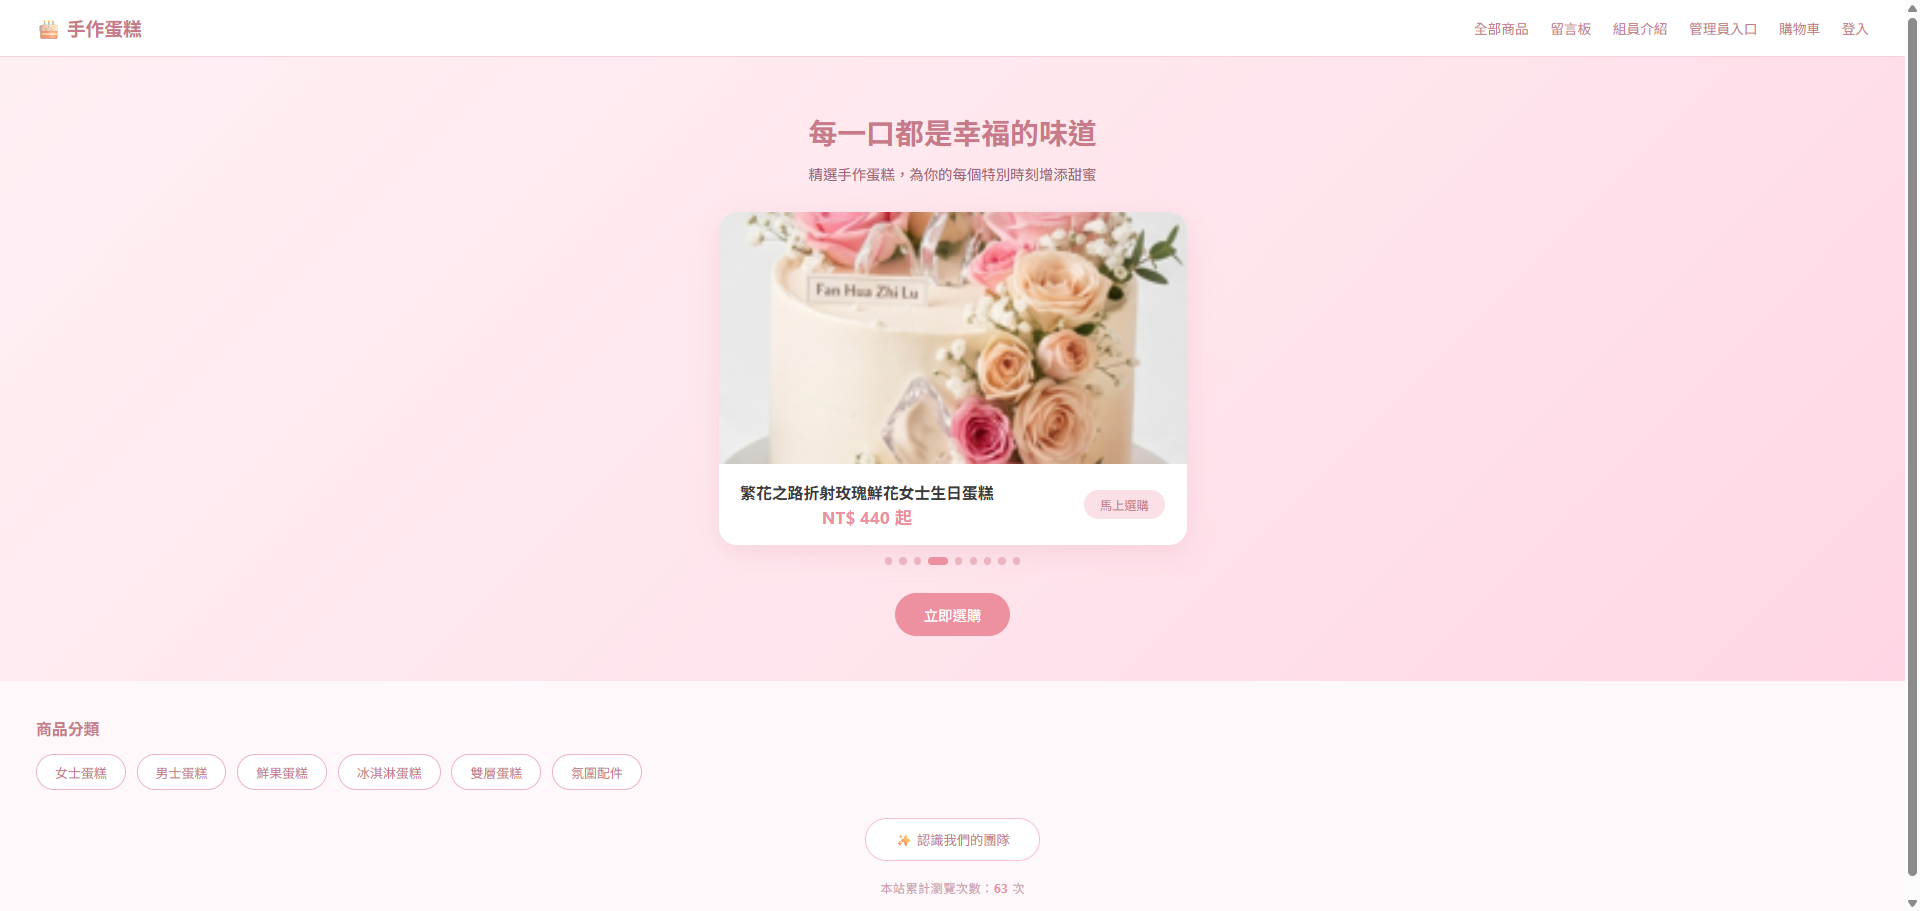 手作蛋糕
全部商品 留言板 組員介紹 管理員入口 購物車 登入
每一口都是幸福的味道
精選手作蛋糕，為你的每個特別時刻增添甜蜜
Fan Hua Zhi Lu
繁花之路折射玫瑰鮮花女士生日蛋糕
NT$ 440 起
馬上選購
立即選購
商品分類
女士蛋糕 男士蛋糕 鮮果蛋糕 冰淇淋蛋糕 雙層蛋糕 氛圍配件
✨ 認識我們的團隊
本站累計瀏覽次數：63 次